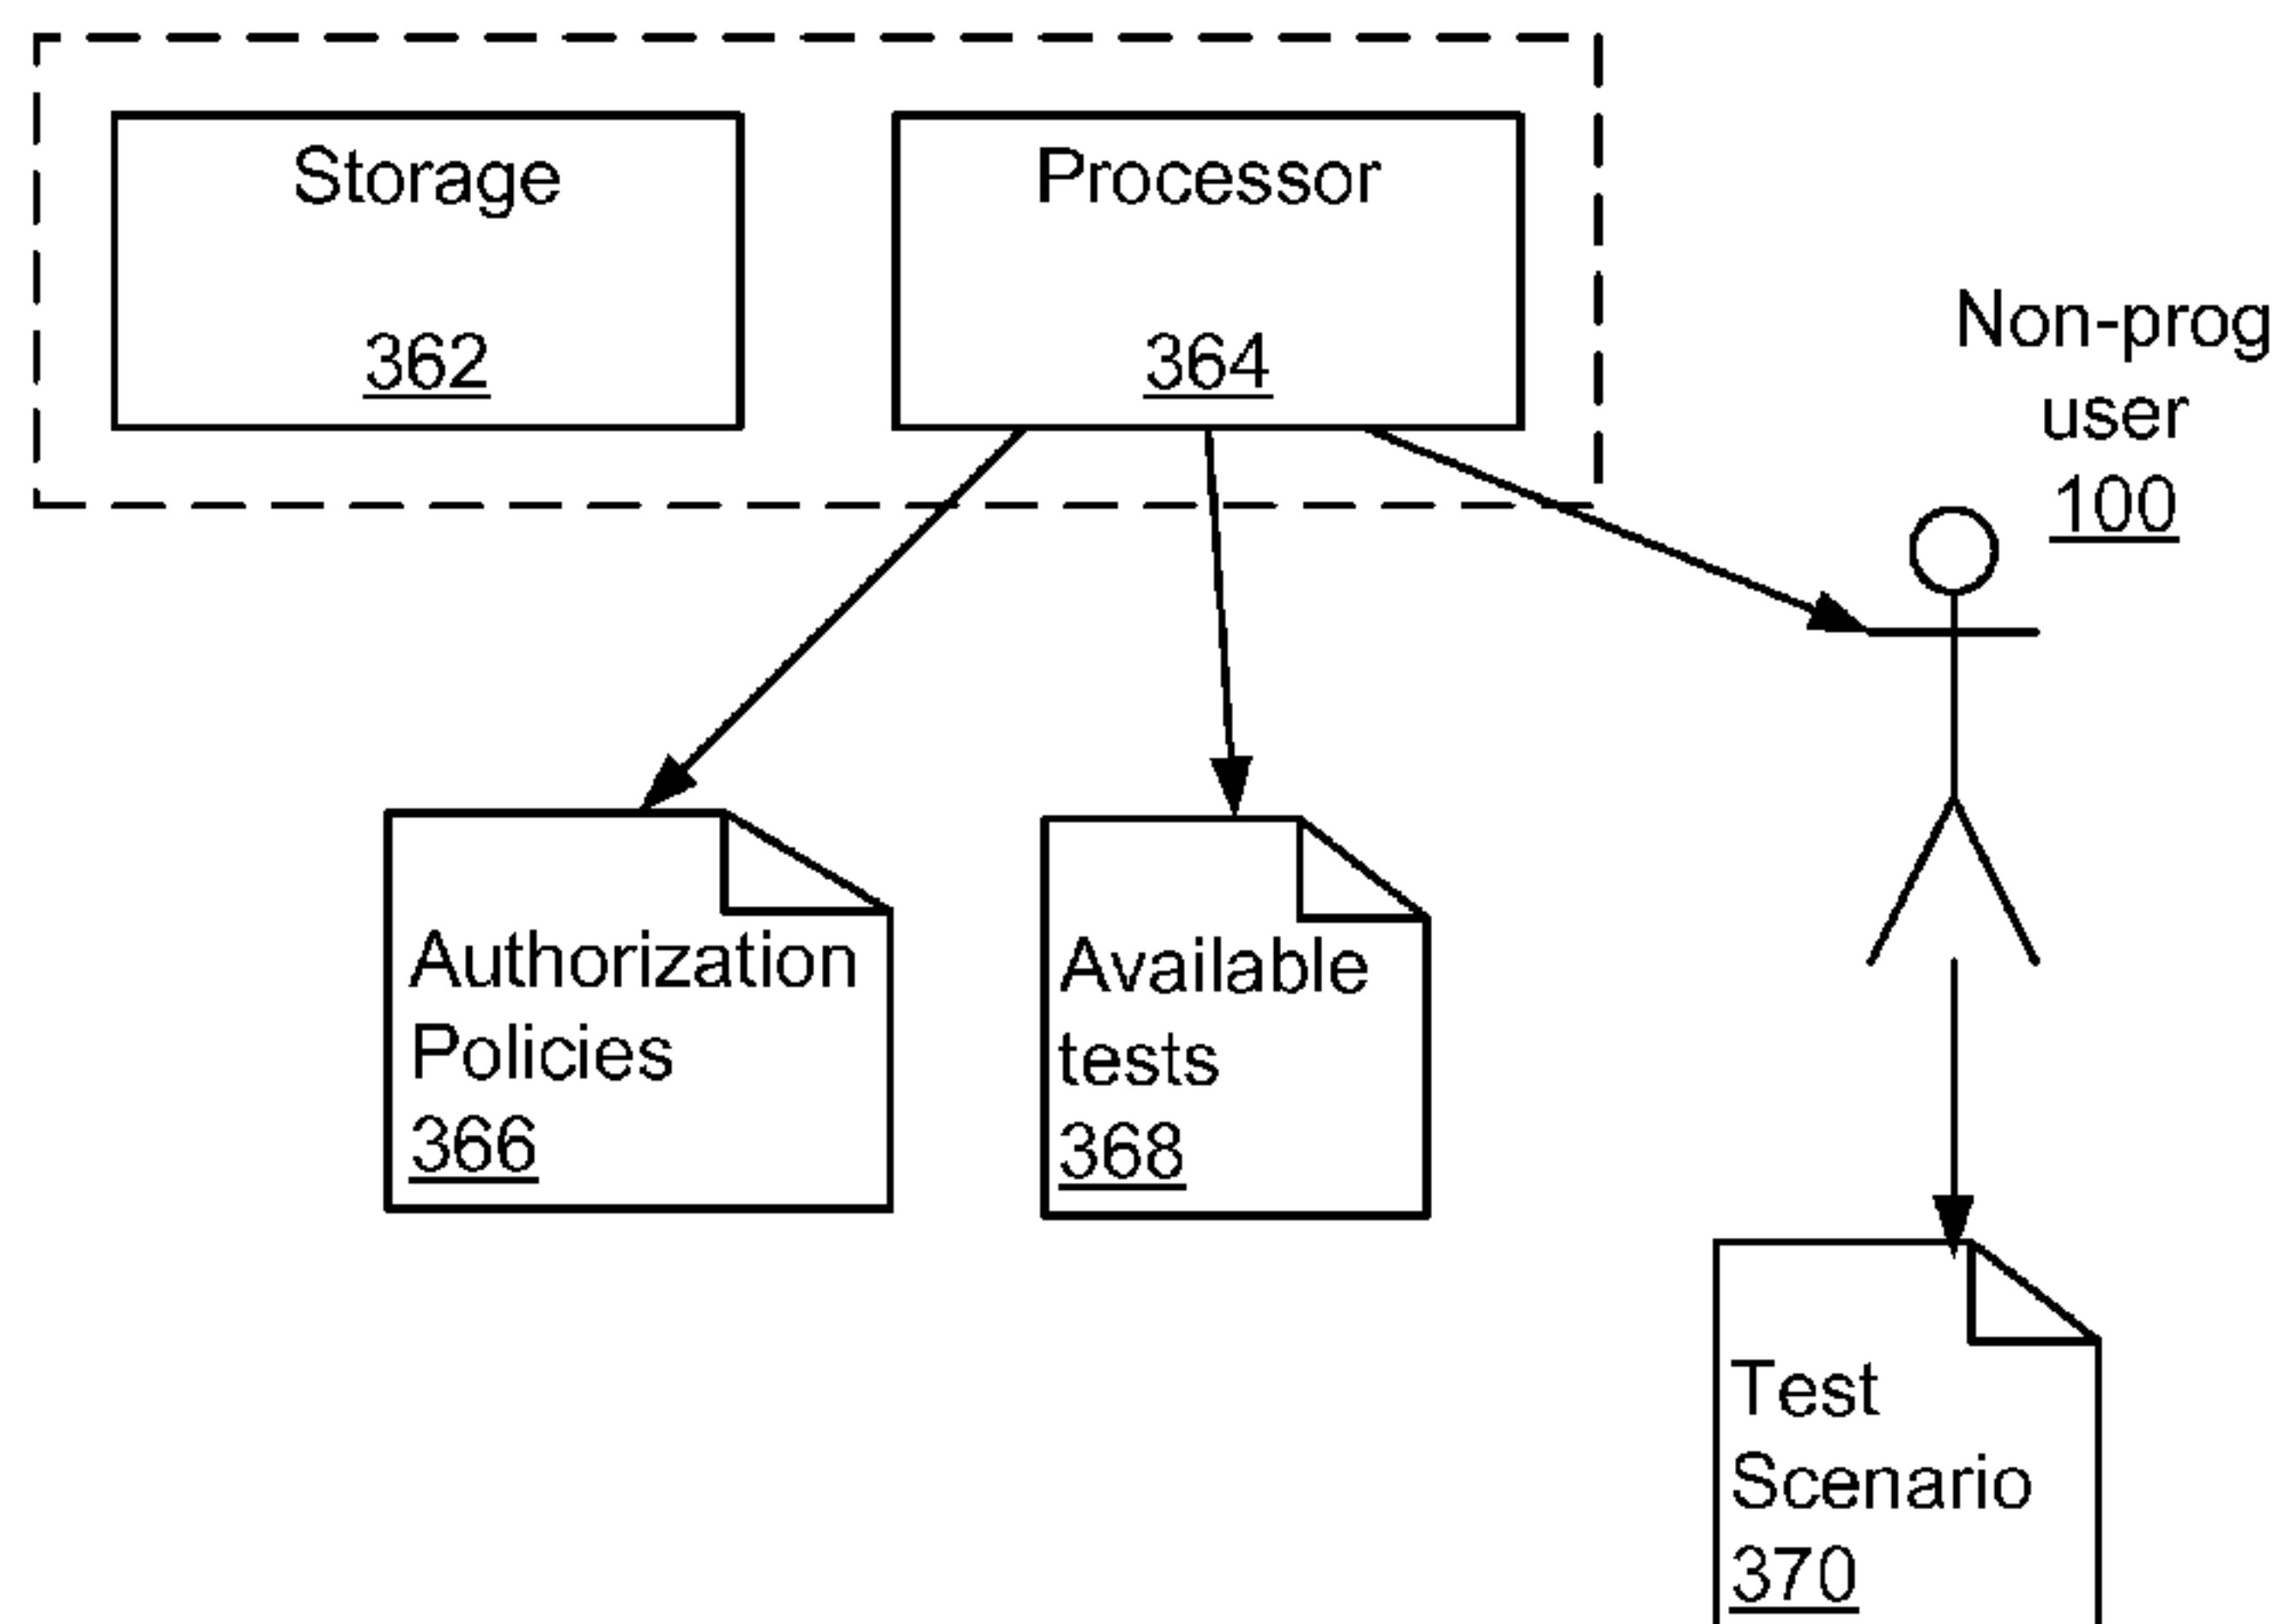 Storage
362
Processor
364
Non-prog
user
100
Authorization
Policies
366
Available
tests
368
Test
Scenario
370